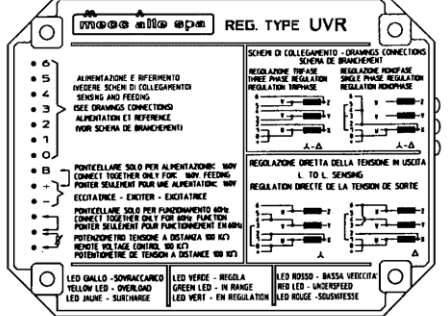 mecc alte spa
REG. TYPE UVR
SCHEMI DI COLLEGAMENTO - DRAWINGS CONNECTIONS
SCHEMA DE BRANCHEMENT
REGOLAZIONE TRIFASE
THREE PHASE REGULATION
REGULATION TRIPHASE
REGOLAZIONE MONOFASE
SINGLE PHASE REGULATION
REGULATION MONOPHASE
6
5
4
3
2
1
0
B
+
-
ALIMENTAZIONE E RIFERIMENTO
(VEDERE SCHEMI DI COLLEGAMENTO)
SENSING AND FEEDING
(SEE DRAWINGS CONNECTIONS)
ALIMENTATION ET REFERENCE
(VOIR SCHEMA DE BRANCHEMENT)
PONTICELLARE SOLO PER ALIMENTAZIONE: 160V
CONNECT TOGETHER ONLY FOR: 160V. FEEDING
PONTER SEULEMENT POUR UNE ALIMENTATION: 160V
ECCITATRICE - EXCITER - EXCITATRICE
PONTICELLARE SOLO PER FUNZIONAMENTO 60Hz
CONNECT TOGETHER ONLY FOR 60Hz. FUNCTION
PONTER SEULEMENT POUR FUNCTIONNEMENT EN 60Hz
POTENZIOMETRO TENSIONE A DISTANZA 100 KΩ
REMOTE VOLTAGE CONTROL 100 KΩ
POTENTIOMETRE DE TENSION A DISTANCE 100 KΩ
REGOLAZIONE DIRETTA DELLA TENSIONE IN USCITA
L. TO L. SENSING
REGULATION DIRECTE DE LA TENSION DE SORTIE
LED GIALLO - SOVRACCARICO
YELLOW LED - OVERLOAD
LED JAUNE - SURCHARGE
LED VERDE - REGOLA
GREEN LED - IN RANGE
LED VERT - EN REGULATION
LED ROSSO - BASSA VELOCITA'
RED LED - UNDERSPEED
LED ROUGE - SOUSVITESSE